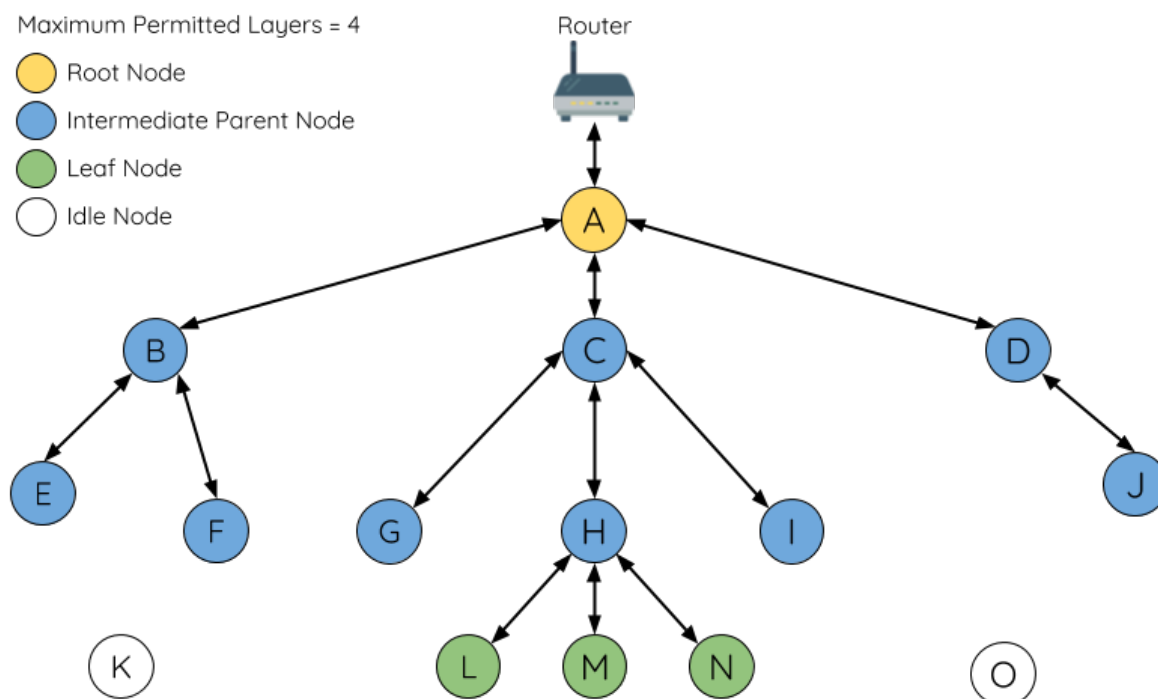 Maximum Permitted Layers = 4
Router
Root Node
Intermediate Parent Node
Leaf Node
Idle Node
A
B
C
D
E
F
G
H
I
J
K
L
M
N
O